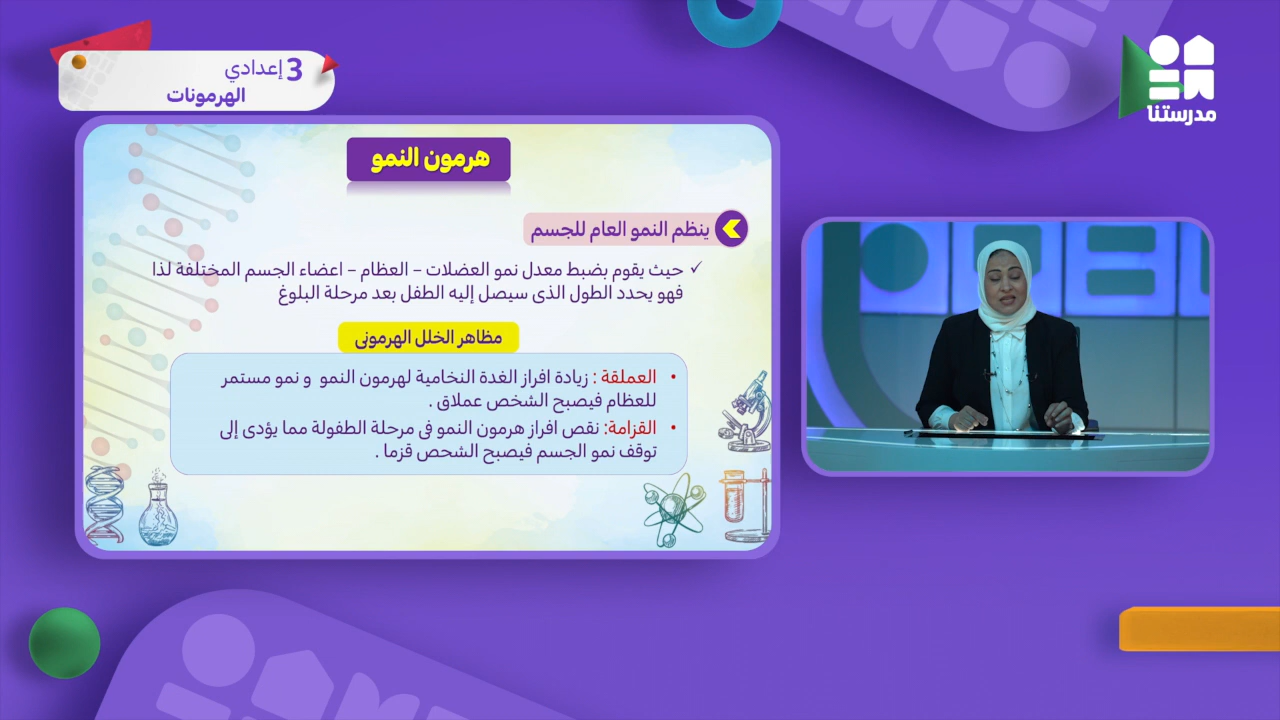 3 إعدادي
الهرمونات
مدرستنا
هرمون النمو
ينظم النمو العام للجسم
✓ حيث يقوم بضبط معدل نمو العضلات – العظام – اعضاء الجسم المختلفة لذا
فهو يحدد الطول الذى سيصل إليه الطفل بعد مرحلة البلوغ
مظاهر الخلل الهرمونى
• العملقة : زيادة افراز الغدة النخامية لهرمون النمو و نمو مستمر
للعظام فيصبح الشخص عملاق .
• القزامة: نقص افراز هرمون النمو فى مرحلة الطفولة مما يؤدى إلى
توقف نمو الجسم فيصبح الشحص قزما .